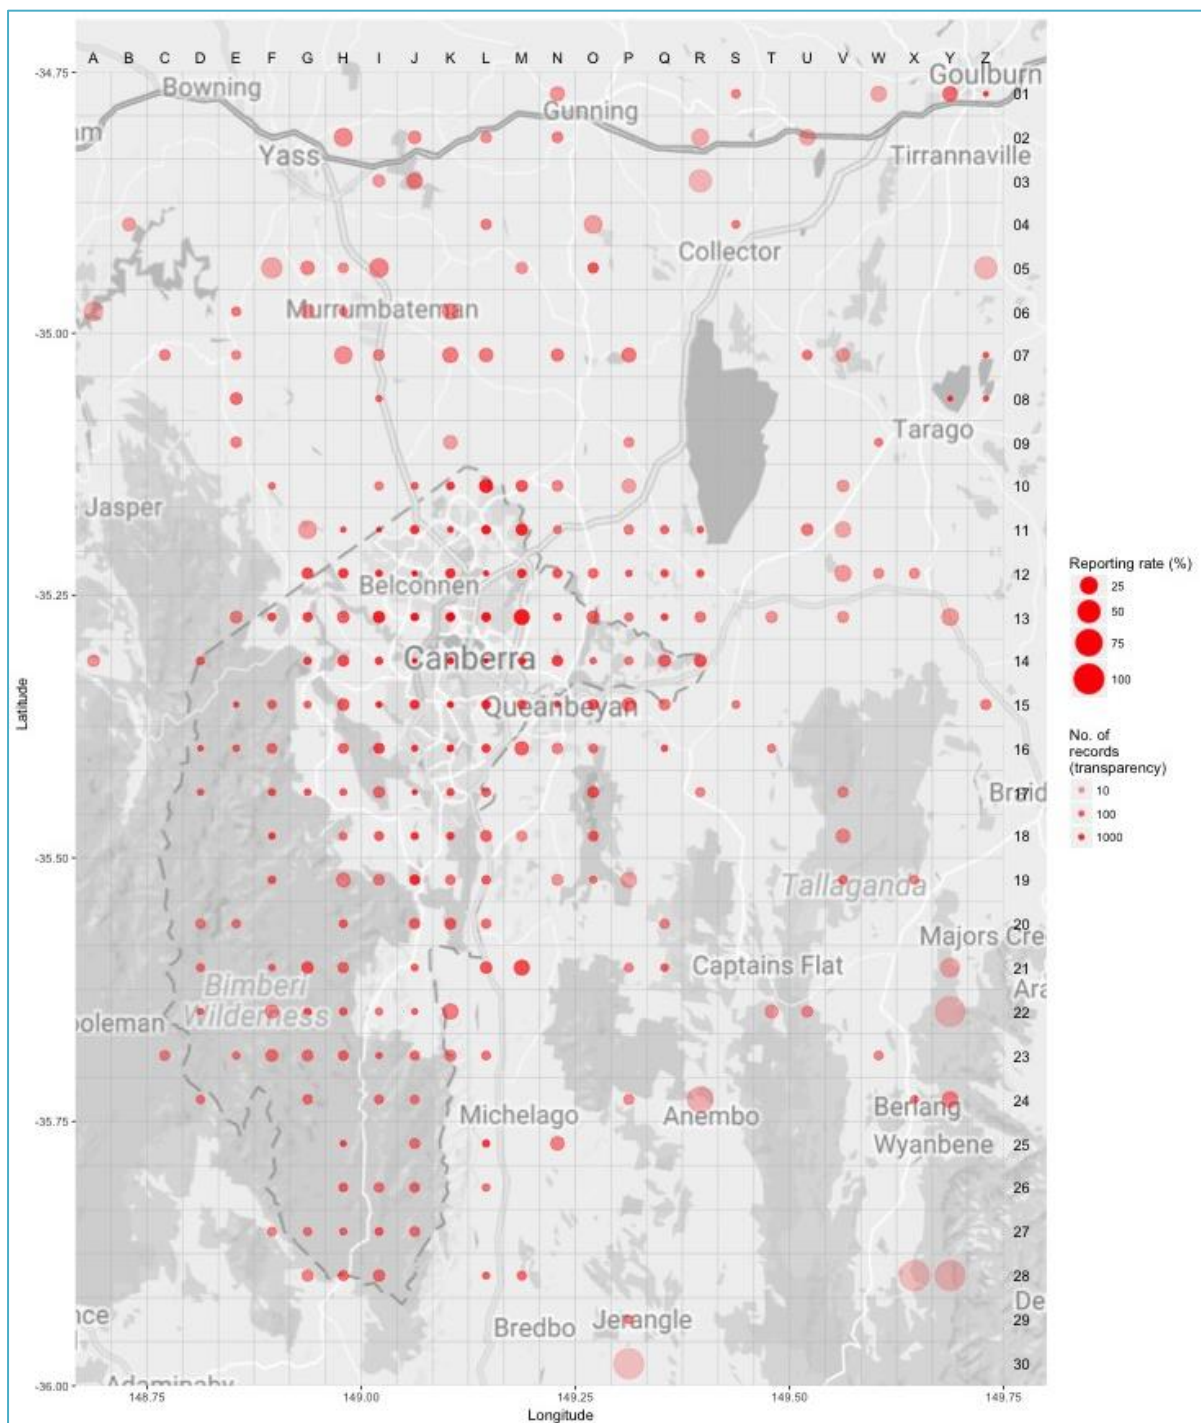 A B C D E F G H I J K L M N O P Q R S T U V W X Y Z
-34.75
Goulburn
Bowning
01
Gunning
02
Yass
Tirrannaville
03
04
Collector
05
Murrumbateman
06
-35.00
07
08
Tarago
09
10
Jasper
11
Reporting rate (%)
25
50
75
100
12
Belconnen
-35.25
13
Canberra
14
Queanbeyan
15
Latitude
No. of
records
(transparency)
10
100
1000
16
17
18
-35.50
19
Tallaganda
20
Majors Cre
21
Captains Flat
Bimberi
Wilderness
22
ooleman
23
24
Michelago
Anembo
Berlang
-35.75
25
Wyanbene
26
27
28
De
nce
29
Bredbo
Jerangle
30
-36.00
Adaminaby
148.75 149.00 149.25 149.50 149.75
Longitude